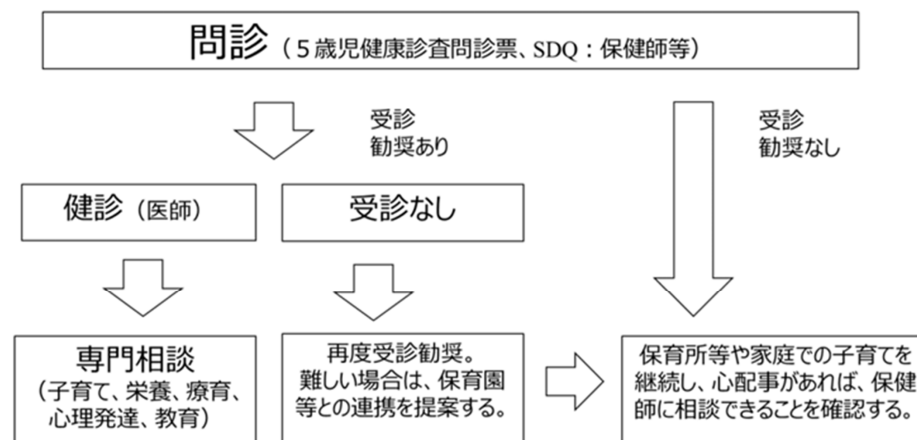 問診（５歳児健康診査問診票、SDQ：保健師等）
受診
勧奨あり
受診
勧奨なし
健診（医師）
受診なし
専門相談
（子育て、栄養、療育、
心理発達、教育）
再度受診勧奨。
難しい場合は、保育園
等との連携を提案する。
保育所等や家庭での子育てを
継続し、心配事があれば、保健
師に相談できることを確認する。